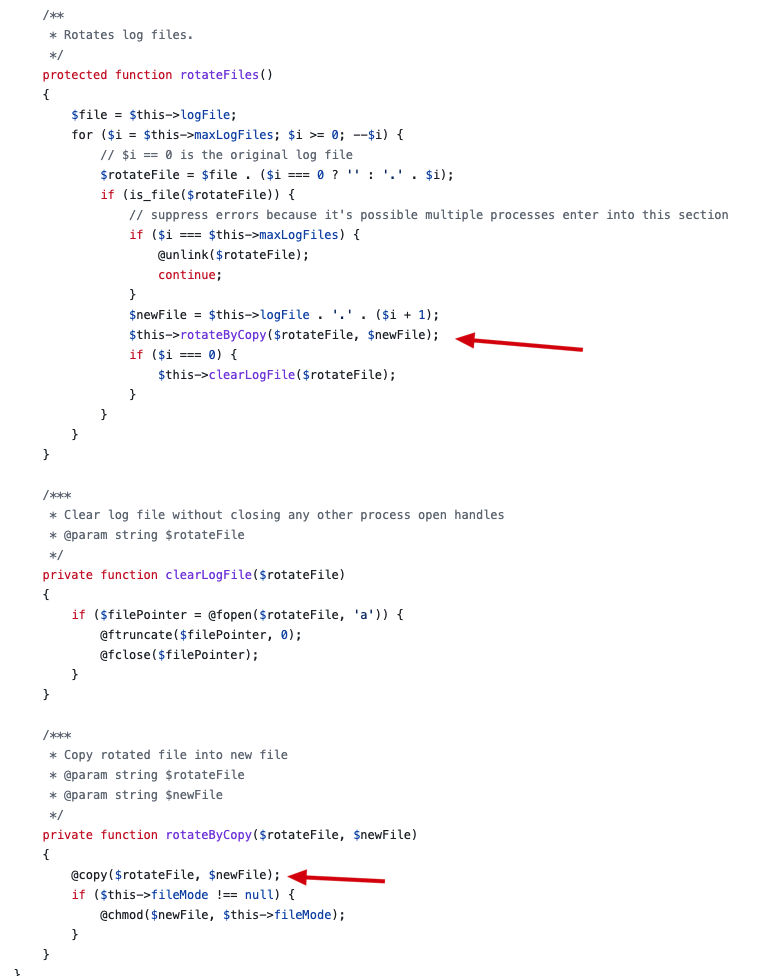 /**
 * Rotates log files.
 */
protected function rotateFiles()
{
    $file = $this->logFile;
    for ($i = $this->maxLogFiles; $i >= 0; --$i) {
        // $i == 0 is the original log file
        $rotateFile = $file . ($i === 0 ? '' : '.' . $i);
        if (is_file($rotateFile)) {
            // suppress errors because it's possible multiple processes enter into this section
            if ($i === $this->maxLogFiles) {
                @unlink($rotateFile);
                continue;
            }
            $newFile = $this->logFile . '.' . ($i + 1);
            $this->rotateByCopy($rotateFile, $newFile);
            if ($i === 0) {
                $this->clearLogFile($rotateFile);
            }
        }
    }
}

/***
 * Clear log file without closing any other process open handles
 * @param string $rotateFile
 */
private function clearLogFile($rotateFile)
{
    if ($filePointer = @fopen($rotateFile, 'a')) {
        @ftruncate($filePointer, 0);
        @fclose($filePointer);
    }
}

/***
 * Copy rotated file into new file
 * @param string $rotateFile
 * @param string $newFile
 */
private function rotateByCopy($rotateFile, $newFile)
{
    @copy($rotateFile, $newFile);
    if ($this->fileMode !== null) {
        @chmod($newFile, $this->fileMode);
    }
}
}